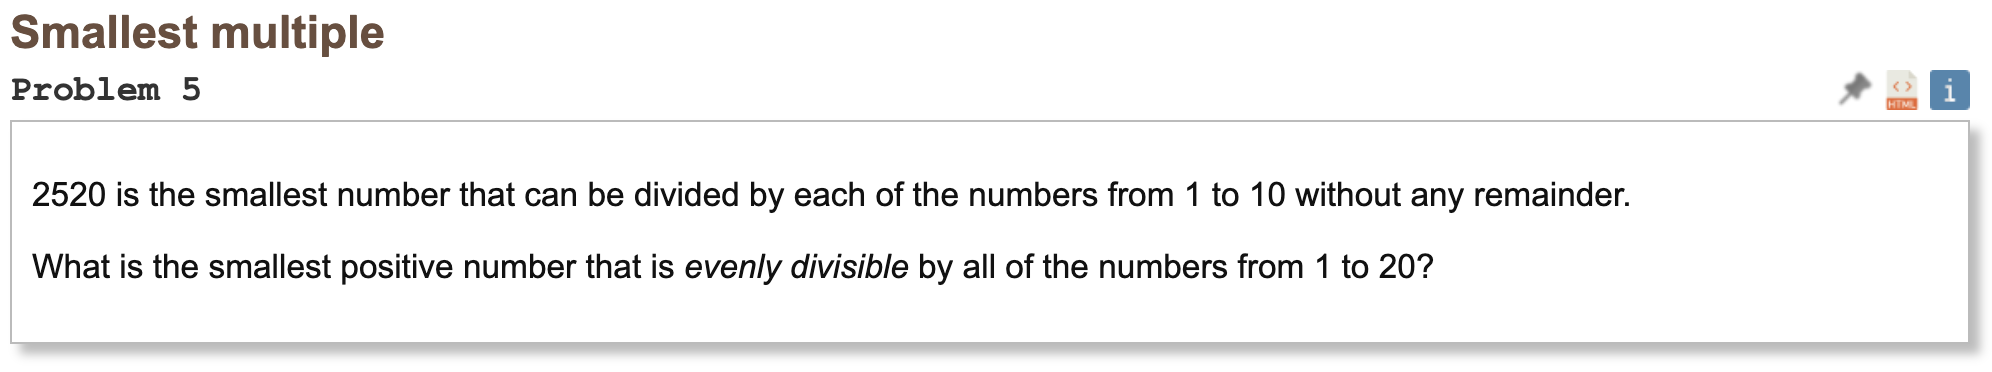 Smallest multiple
Problem 5
HTML
i
2520 is the smallest number that can be divided by each of the numbers from 1 to 10 without any remainder.
What is the smallest positive number that is evenly divisible by all of the numbers from 1 to 20?